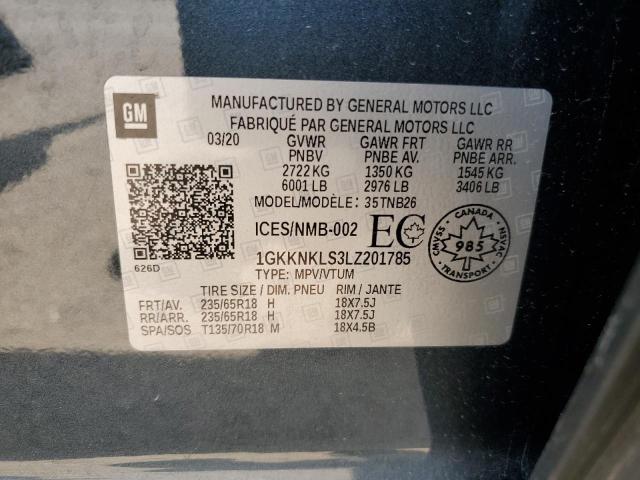 GM
MANUFACTURED BY GENERAL MOTORS LLC
FABRIQUÉ PAR GENERAL MOTORS LLC
03/20 GVWR GAWR FRT GAWR RR
PNBV PNBE AV. PNBE ARR.
2722 KG 1350 KG 1545 KG
6001 LB 2976 LB 3406 LB
MODEL/MODÈLE: 35TNB26
ICES/NMB-002 EC
1GKKNKLS3LZ201785
TYPE: MPV/VTUM
626D
CANADA
CMVSS 985 NSVAC
TIRE SIZE / DIM. PNEU RIM / JANTE
FRT/AV. 235/65R18 H 18X7.5J
RR/ARR. 235/65R18 H 18X7.5J
SPA/SOS T135/70R18 M 18X4.5B